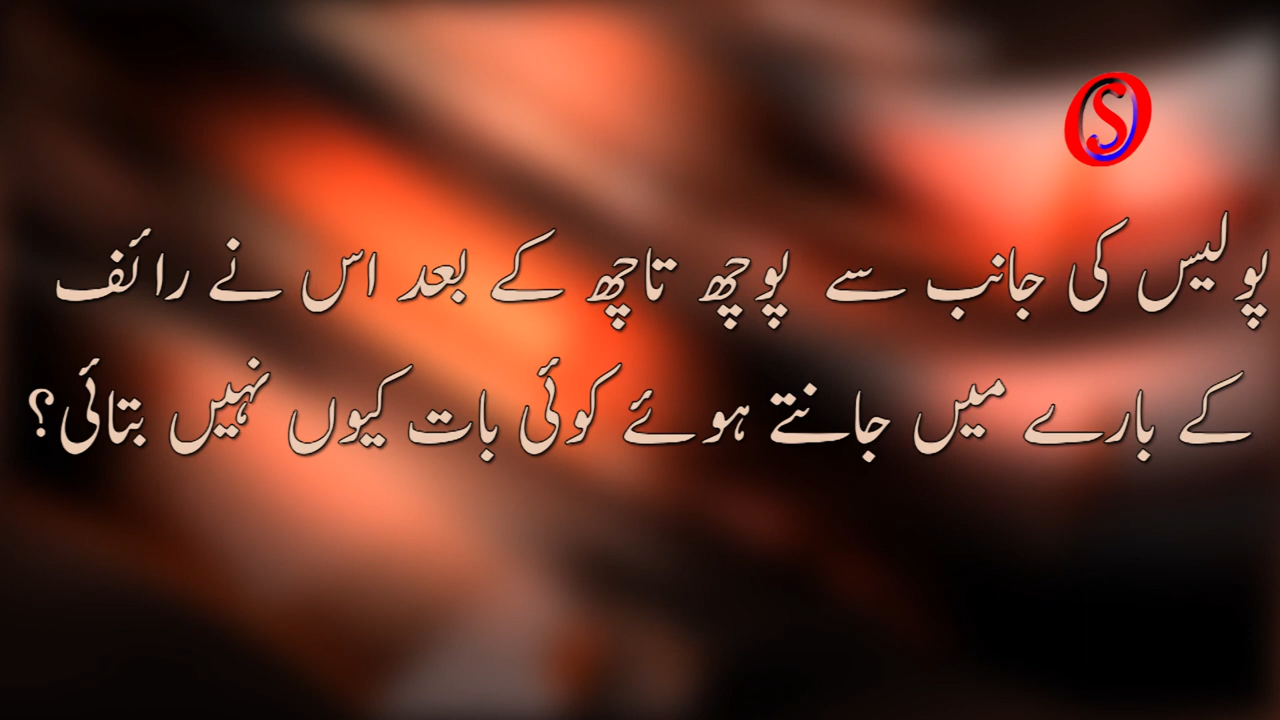 پولیس کی جانب سے پوچھ تاچھ کے بعد اس نے رائف
کے بارے میں جانتے ہوئے کوئی بات کیوں نہیں بتائی؟